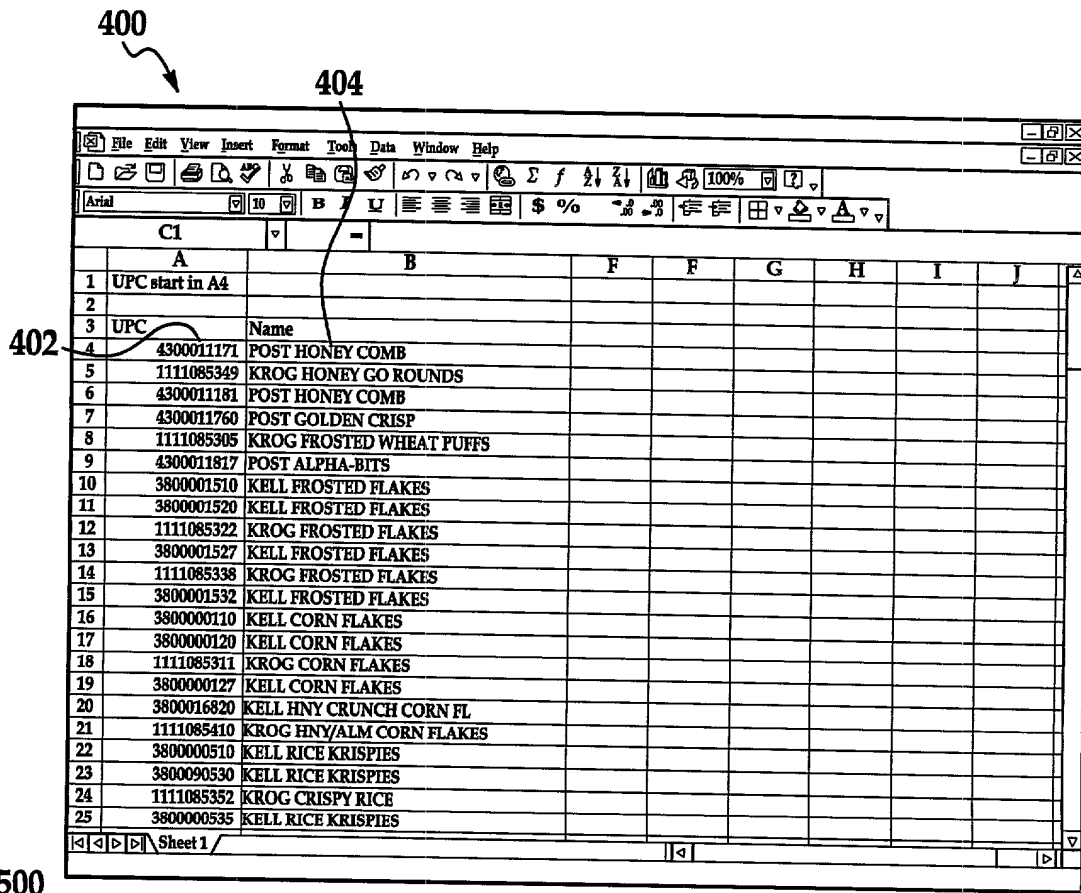 400
404
File Edit View Insert Format Tools Data Window Help
100%
Arial 10 B I U $ %
C1 =
A B F F G H I J
1 UPC start in A4
2
3 UPC Name
402
4 4300011171 POST HONEY COMB
5 1111085349 KROG HONEY GO ROUNDS
6 4300011181 POST HONEY COMB
7 4300011760 POST GOLDEN CRISP
8 1111085305 KROG FROSTED WHEAT PUFFS
9 4300011817 POST ALPHA-BITS
10 3800001510 KELL FROSTED FLAKES
11 3800001520 KELL FROSTED FLAKES
12 1111085322 KROG FROSTED FLAKES
13 3800001527 KELL FROSTED FLAKES
14 1111085338 KROG FROSTED FLAKES
15 3800001532 KELL FROSTED FLAKES
16 3800000110 KELL CORN FLAKES
17 3800000120 KELL CORN FLAKES
18 1111085311 KROG CORN FLAKES
19 3800000127 KELL CORN FLAKES
20 3800016820 KELL HNY CRUNCH CORN FL
21 1111085410 KROG HNY/ALM CORN FLAKES
22 3800000510 KELL RICE KRISPIES
23 3800090530 KELL RICE KRISPIES
24 1111085352 KROG CRISPY RICE
25 3800000535 KELL RICE KRISPIES
Sheet 1
500